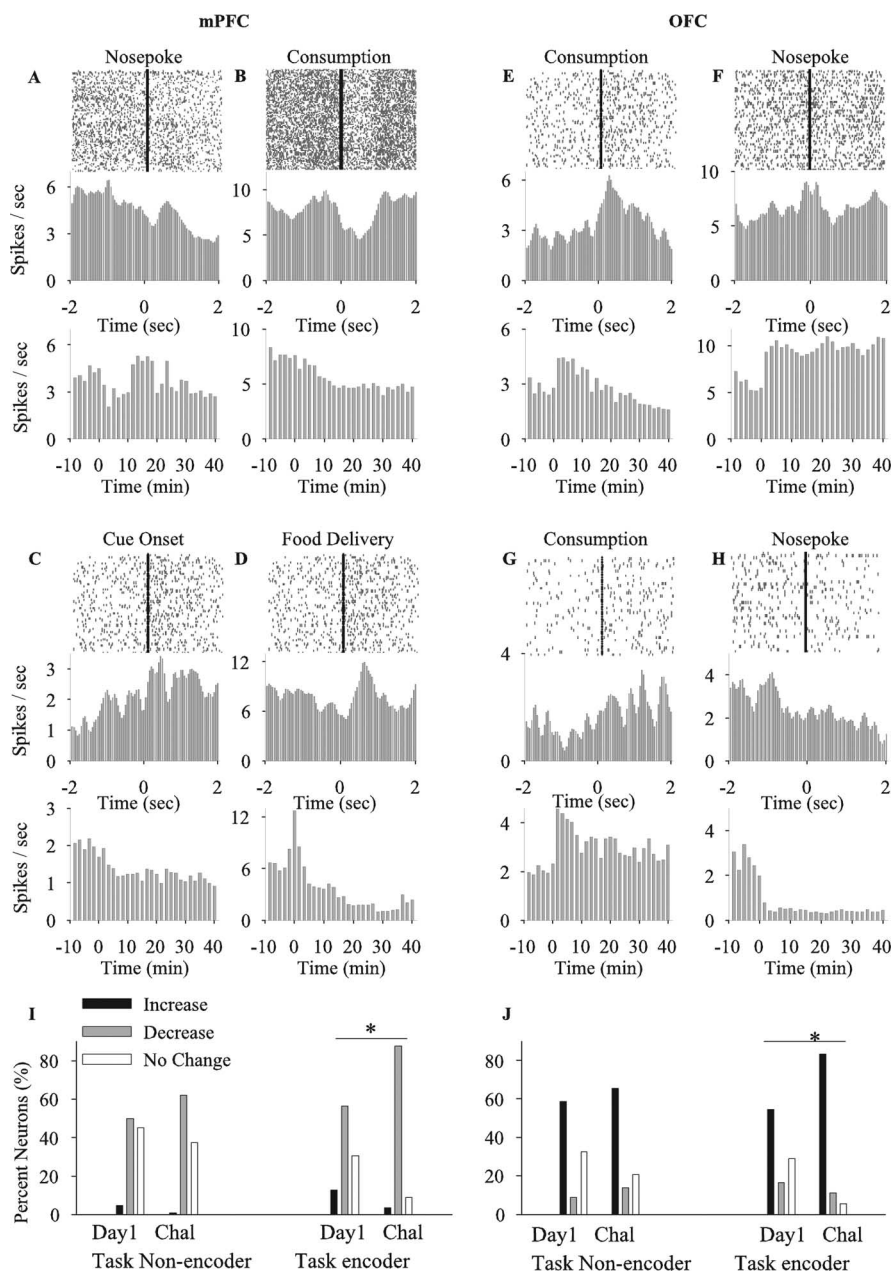 mPFC OFC
A Nosepoke B Consumption E Consumption F Nosepoke
Spikes / sec
6 3 0 10 5 0 6 4 2 0 10 5 0
-2 0 2 -2 0 2 -2 0 2 -2 0 2
Time (sec) Time (sec) Time (sec) Time (sec)
Spikes / sec
6 3 0 10 5 0 6 3 0 10 5 0
-10 0 10 20 30 40 -10 0 10 20 30 40 -10 0 10 20 30 40 -10 0 10 20 30 40
Time (min) Time (min) Time (min) Time (min)
C Cue Onset D Food Delivery G Consumption H Nosepoke
Spikes / sec
3 2 1 0 12 8 4 0 4 2 0 4 2 0
-2 0 2 -2 0 2 -2 0 2 -2 0 2
Time (sec) Time (sec) Time (sec) Time (sec)
Spikes / sec
3 2 1 0 12 6 0 4 2 0 4 2 0
-10 0 10 20 30 40 -10 0 10 20 30 40 -10 0 10 20 30 40 -10 0 10 20 30 40
Time (min) Time (min) Time (min) Time (min)
I Increase J
Decrease * *
No Change
Percent Neurons (%)
80 80
60 60
40 40
20 20
0 0
Day1 Chal Day1 Chal Day1 Chal Day1 Chal
Task Non-encoder Task encoder Task Non-encoder Task encoder